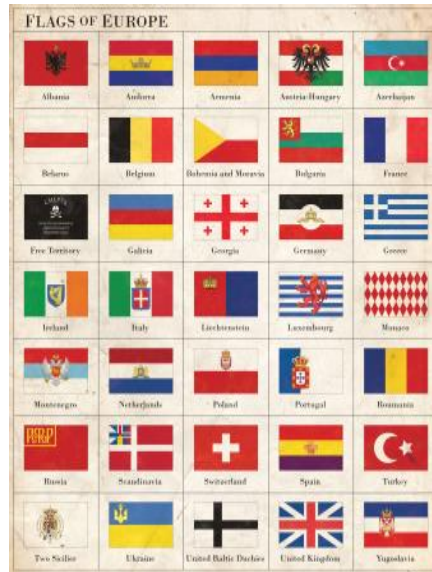 FLAGS OF EUROPE
Albania Andorra Armenia Austria-Hungary Azerbaijan
Belarus Belgium Bohemia and Moravia Bulgaria France
Free Territory Galicia Georgia Germany Greece
Ireland Italy Liechtenstein Luxembourg Monaco
Montenegro Netherlands Poland Portugal Roumania
Russia Scandinavia Switzerland Spain Turkey
Two Sicilies Ukraine United Baltic Duchies United Kingdom Yugoslavia